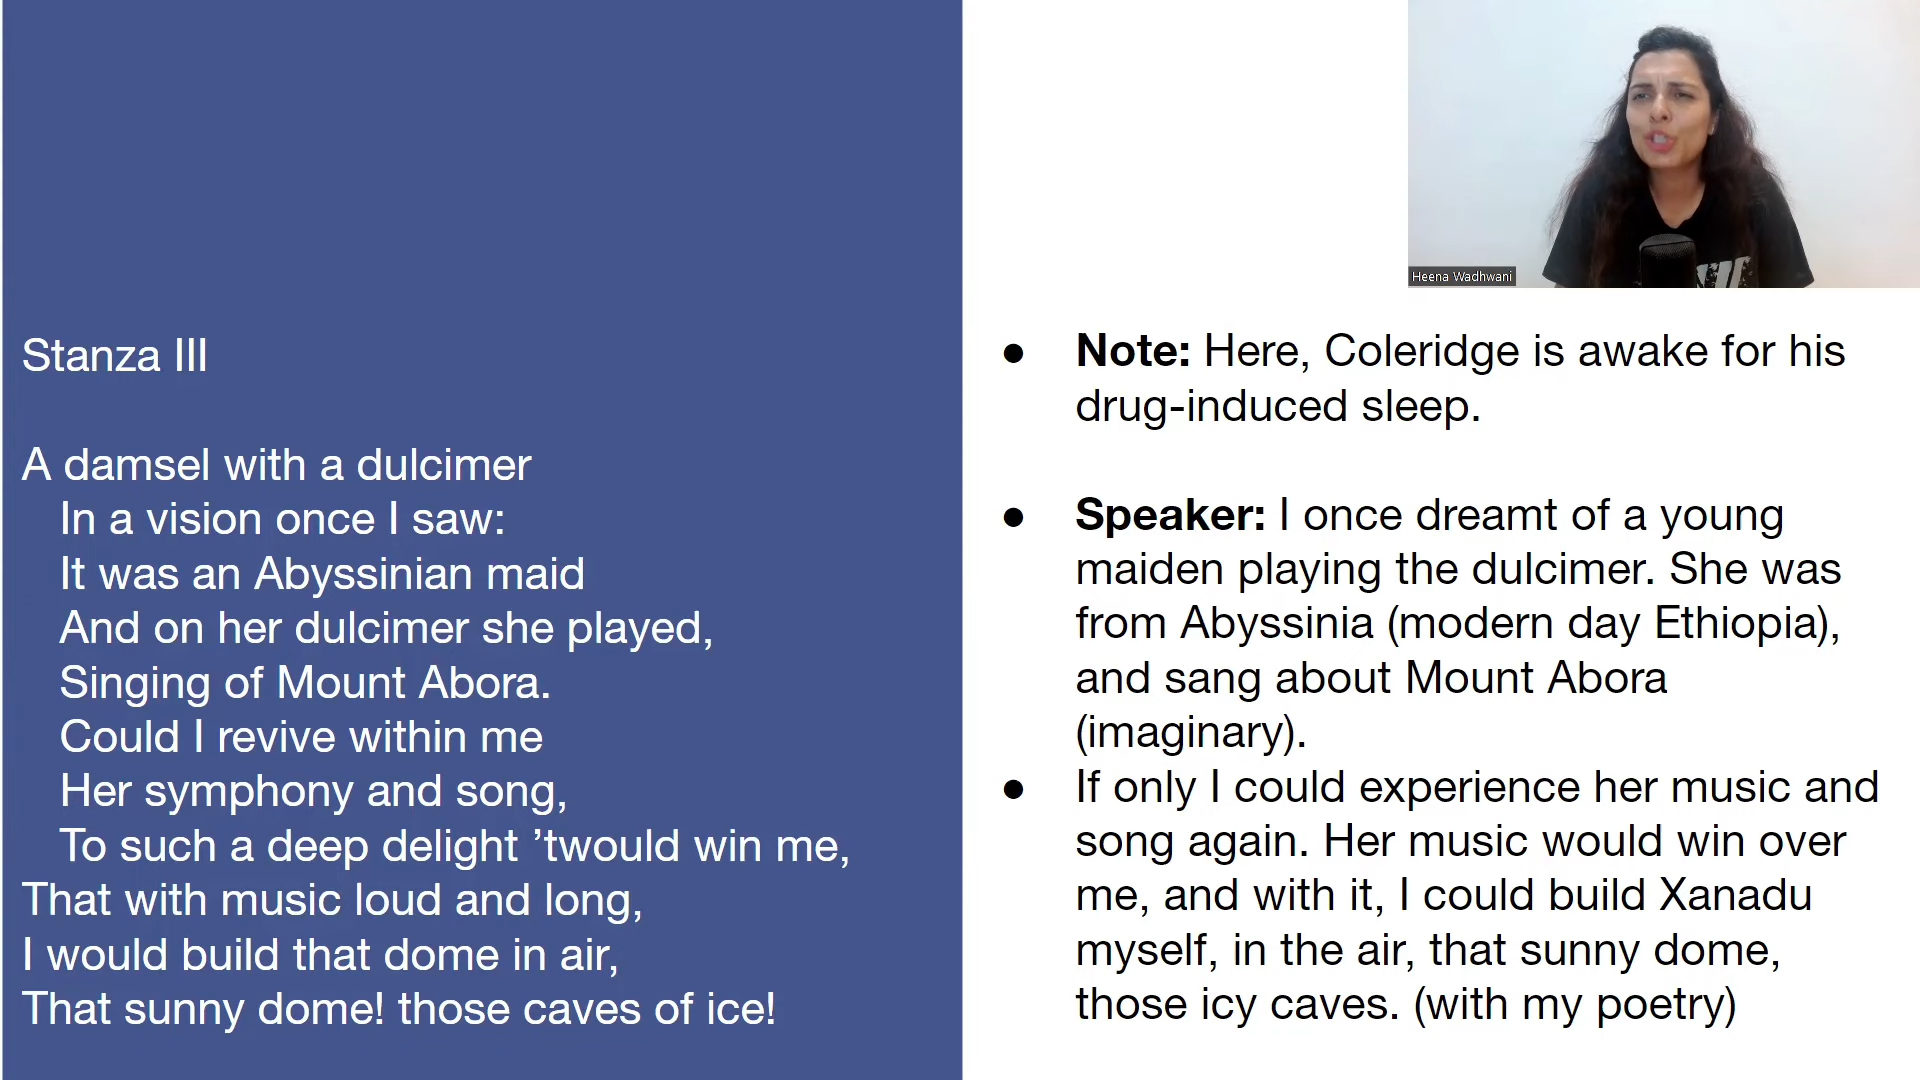 Stanza III
A damsel with a dulcimer
In a vision once I saw:
It was an Abyssinian maid
And on her dulcimer she played,
Singing of Mount Abora.
Could I revive within me
Her symphony and song,
To such a deep delight ’twould win me,
That with music loud and long,
I would build that dome in air,
That sunny dome! those caves of ice!
Heena Wadhwani
● Note: Here, Coleridge is awake for his
drug-induced sleep.
● Speaker: I once dreamt of a young
maiden playing the dulcimer. She was
from Abyssinia (modern day Ethiopia),
and sang about Mount Abora
(imaginary).
● If only I could experience her music and
song again. Her music would win over
me, and with it, I could build Xanadu
myself, in the air, that sunny dome,
those icy caves. (with my poetry)